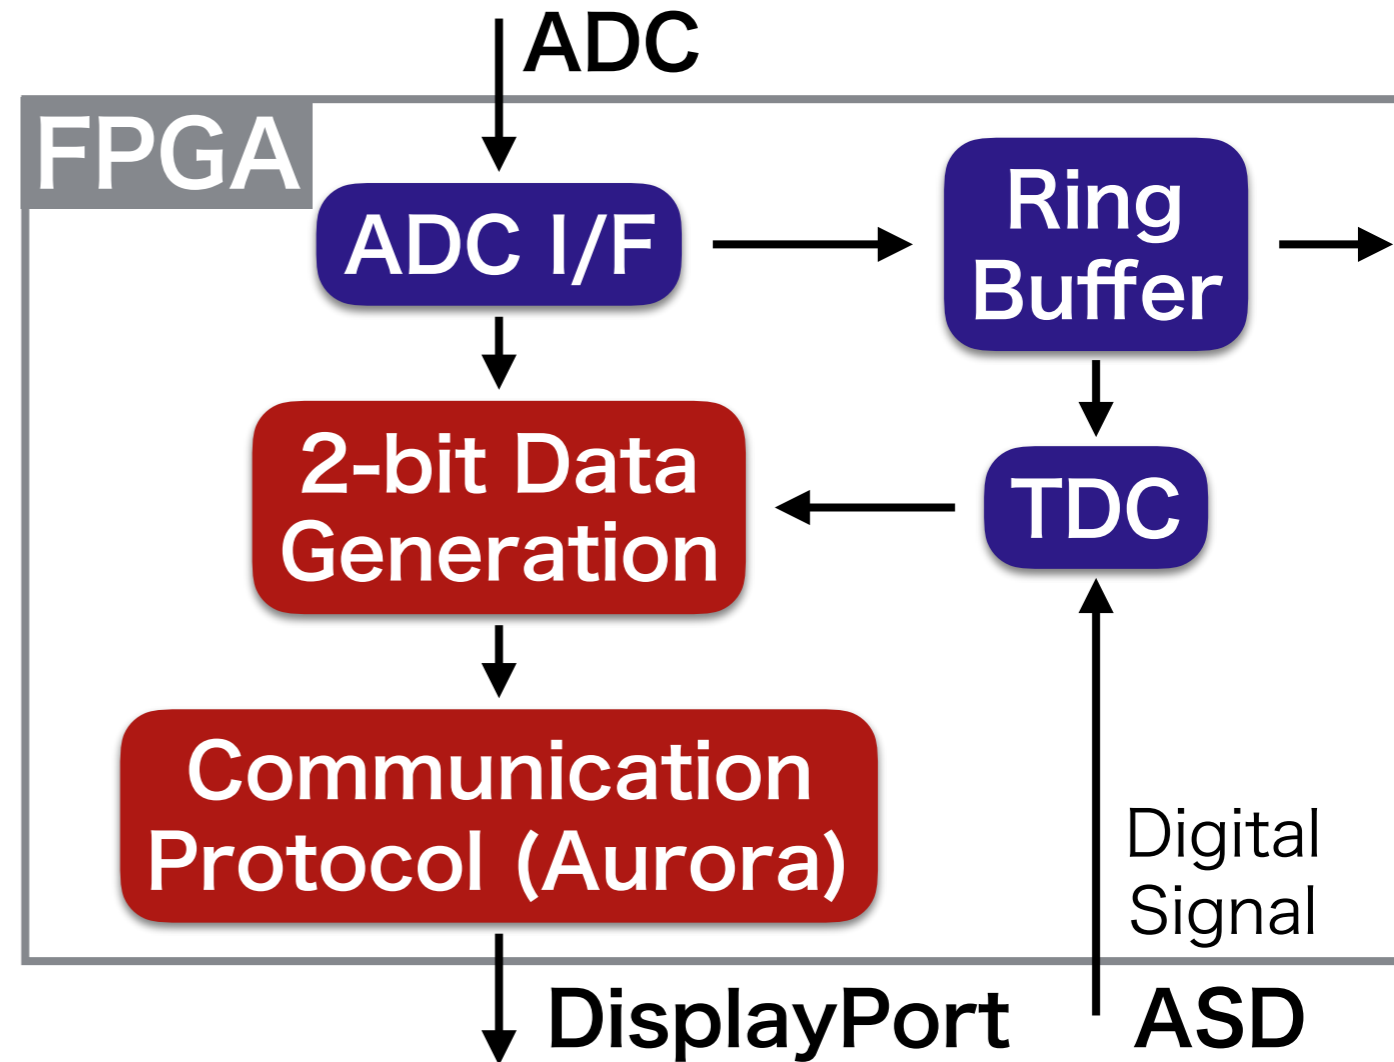 ADC
FPGA
ADC I/F
Ring
Buffer
2-bit Data
Generation
TDC
Communication
Protocol (Aurora)
Digital
Signal
DisplayPort
ASD